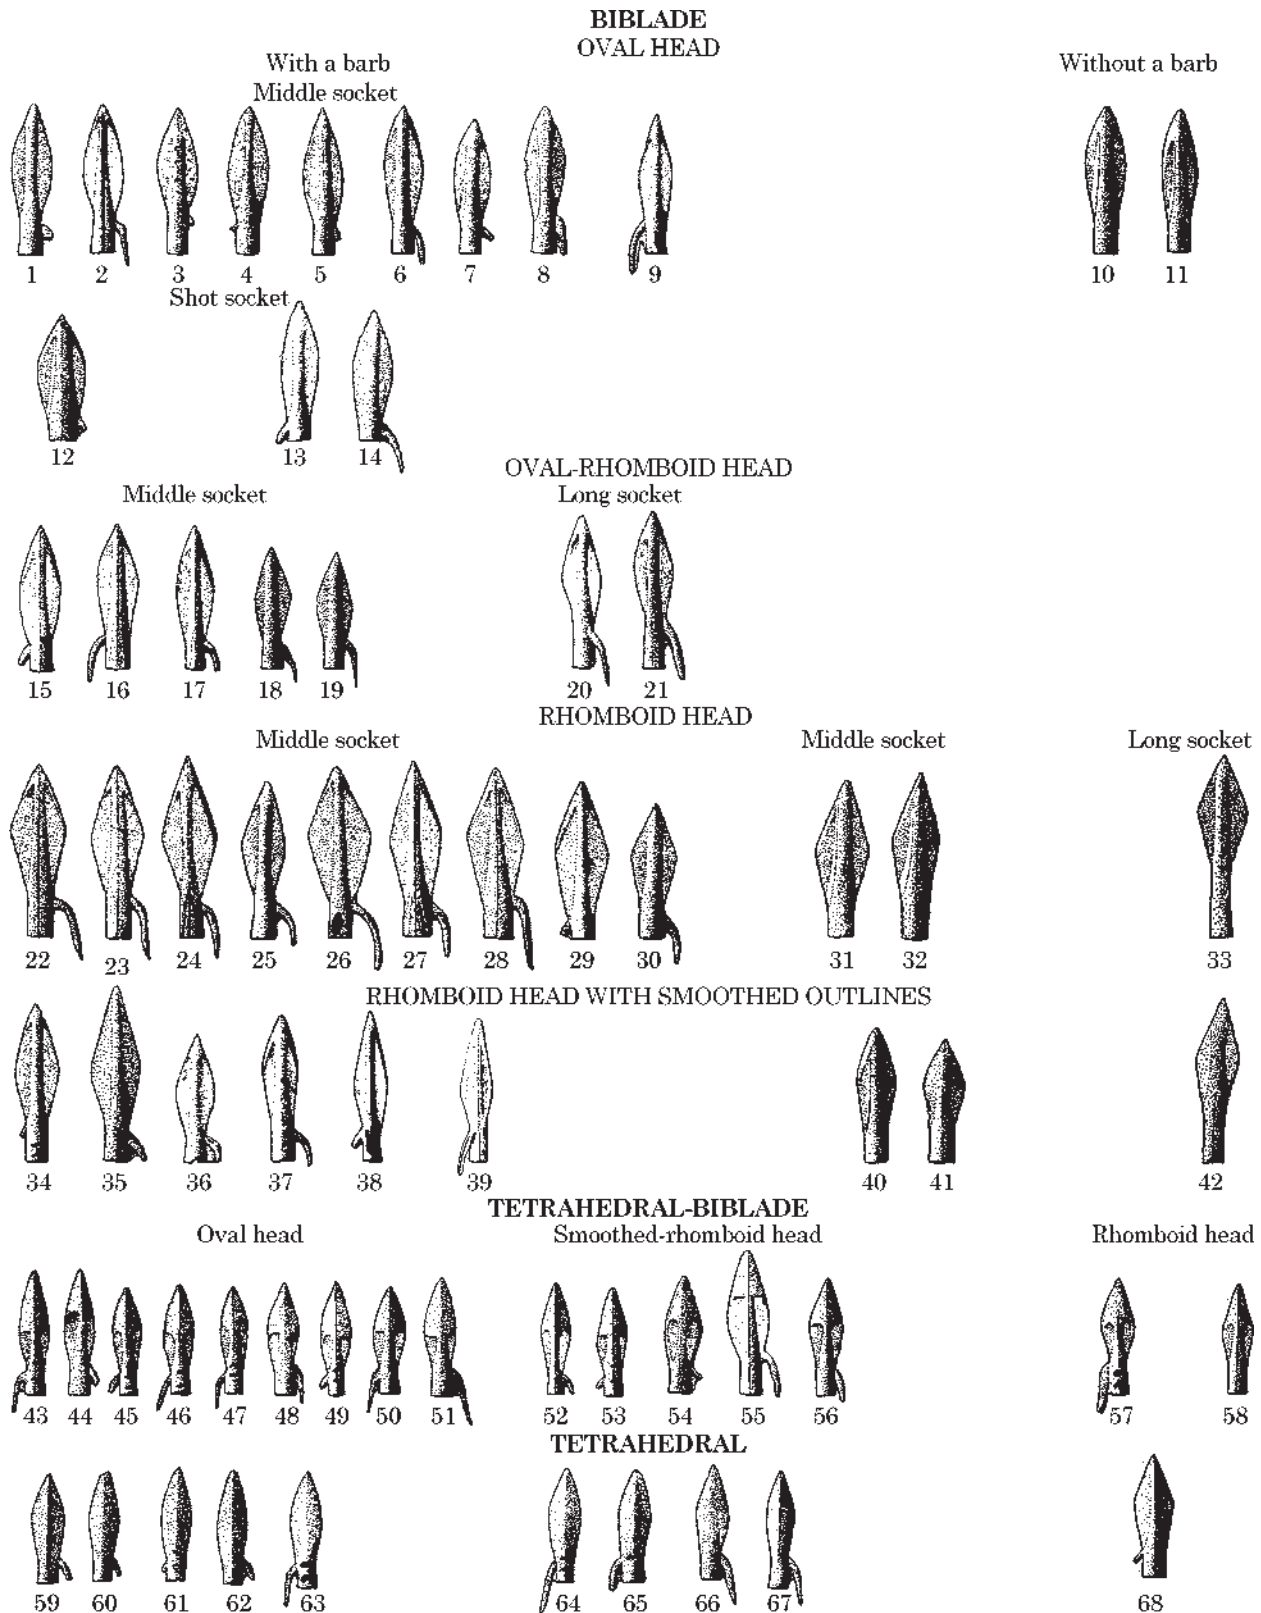 BIBLADE
OVAL HEAD
With a barb
Without a barb
Middle socket
1 2 3 4 5 6 7 8 9 10 11
Shot socket
12 13 14
OVAL-RHOMBOID HEAD
Middle socket Long socket
15 16 17 18 19 20 21
RHOMBOID HEAD
Middle socket Middle socket Long socket
22 23 24 25 26 27 28 29 30 31 32 33
RHOMBOID HEAD WITH SMOOTHED OUTLINES
34 35 36 37 38 39 40 41 42
TETRAHEDRAL-BIBLADE
Oval head Smoothed-rhomboid head Rhomboid head
43 44 45 46 47 48 49 50 51 52 53 54 55 56 57 58
TETRAHEDRAL
59 60 61 62 63 64 65 66 67 68